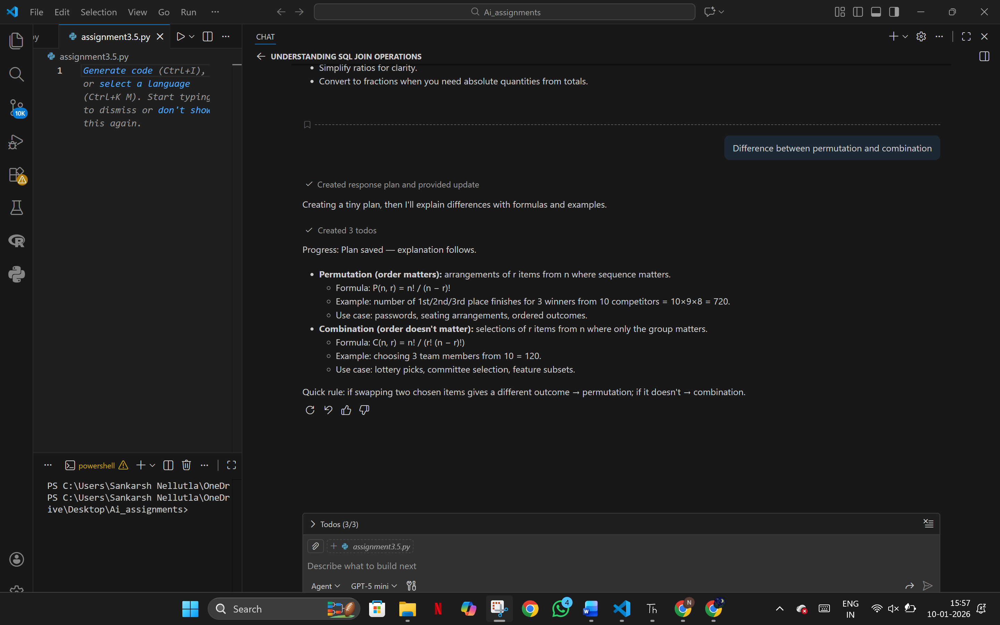 File Edit Selection View Go Run ···
Ai_assignments
py
assignment3.5.py
assignment3.5.py
1
Generate code (Ctrl+I),
or select a language
(Ctrl+K M). Start typing
to dismiss or don't show
this again.
10K
CHAT
UNDERSTANDING SQL JOIN OPERATIONS
• Simplify ratios for clarity.
• Convert to fractions when you need absolute quantities from totals.
Difference between permutation and combination
Created response plan and provided update
Creating a tiny plan, then I'll explain differences with formulas and examples.
Created 3 todos
Progress: Plan saved — explanation follows.
• Permutation (order matters): arrangements of r items from n where sequence matters.
○ Formula: P(n, r) = n! / (n − r)!
○ Example: number of 1st/2nd/3rd place finishes for 3 winners from 10 competitors = 10×9×8 = 720.
○ Use case: passwords, seating arrangements, ordered outcomes.
• Combination (order doesn't matter): selections of r items from n where only the group matters.
○ Formula: C(n, r) = n! / (r! (n − r)!)
○ Example: choosing 3 team members from 10 = 120.
○ Use case: lottery picks, committee selection, feature subsets.
Quick rule: if swapping two chosen items gives a different outcome → permutation; if it doesn't → combination.
powershell
PS C:\Users\Sankarsh Nellutla\OneDr
PS C:\Users\Sankarsh Nellutla\OneDr
ive\Desktop\Ai_assignments>
Todos (3/3)
assignment3.5.py
Describe what to build next
Agent
GPT-5 mini
Search
4
N
ENG
IN
15:57
10-01-2026